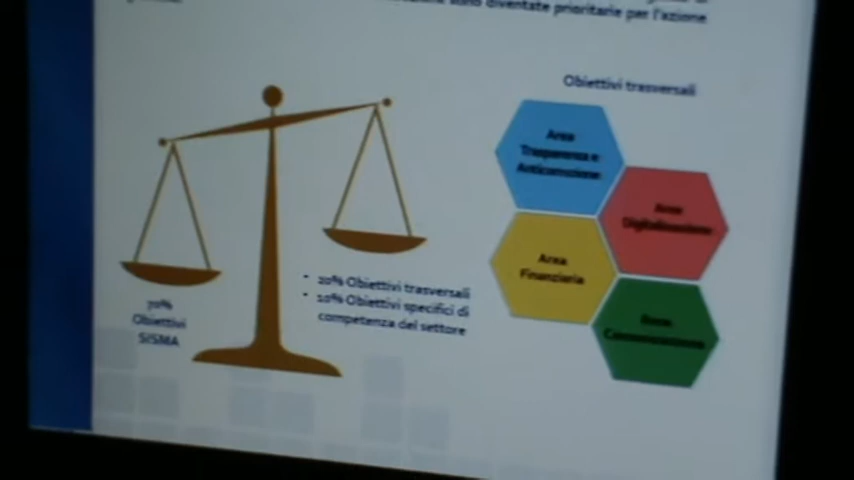 sono diventate prioritarie per l'azione
Obiettivi trasversali
Area
Trasparenza e
Anticorruzione
Area
Digitalizzazione
Area
Finanziaria
Area
Comunicazione
70%
Obiettivi
SISMA
- 20% Obiettivi trasversali
- 10% Obiettivi specifici di
competenza del settore